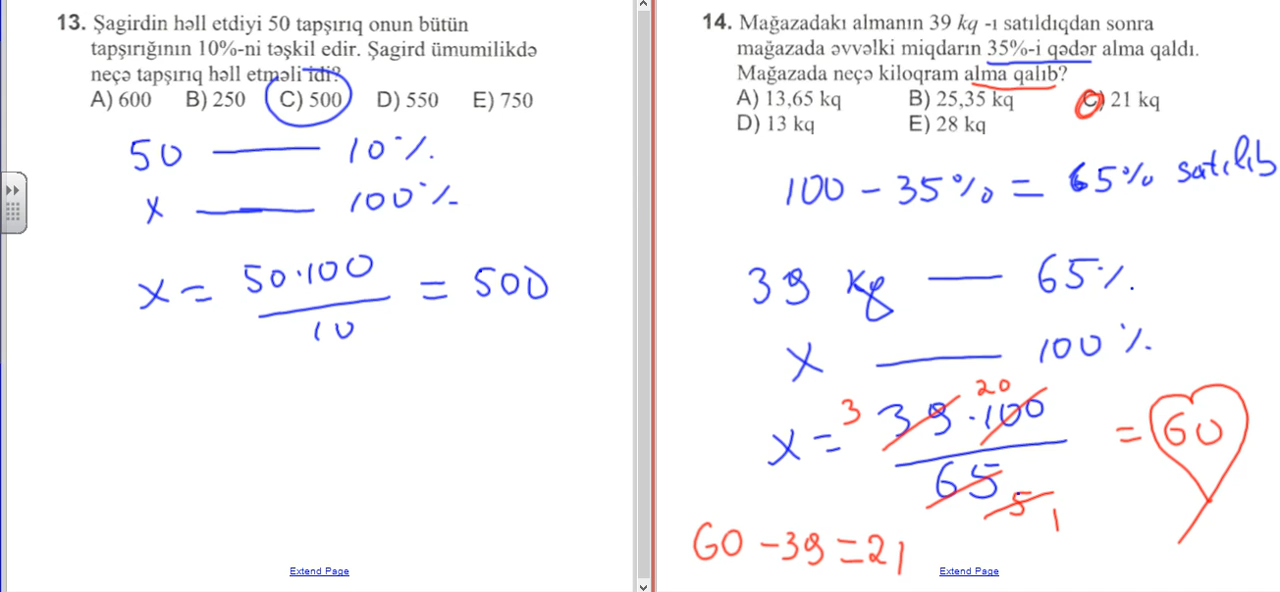 13. Şagirdin həll etdiyi 50 tapşırıq onun bütün
tapşırığının 10%-ni təşkil edir. Şagird ümumilikdə
neçə tapşırıq həll etməli idi?
A) 600 B) 250 C) 500 D) 550 E) 750
50 — 10%
x — 100%
x = 50·100 / 10 = 500
Extend Page
14. Mağazadakı almanın 39 kq -ı satıldıqdan sonra
mağazada əvvəlki miqdarın 35%-i qədər alma qaldı.
Mağazada neçə kiloqram alma qalıb?
A) 13,65 kq B) 25,35 kq C) 21 kq
D) 13 kq E) 28 kq
100 – 35% = 65% satılıb
39 kg — 65%
x — 100%
20
x = 3 39·100 / 65 = 60
5 1
60 – 39 = 21
Extend Page